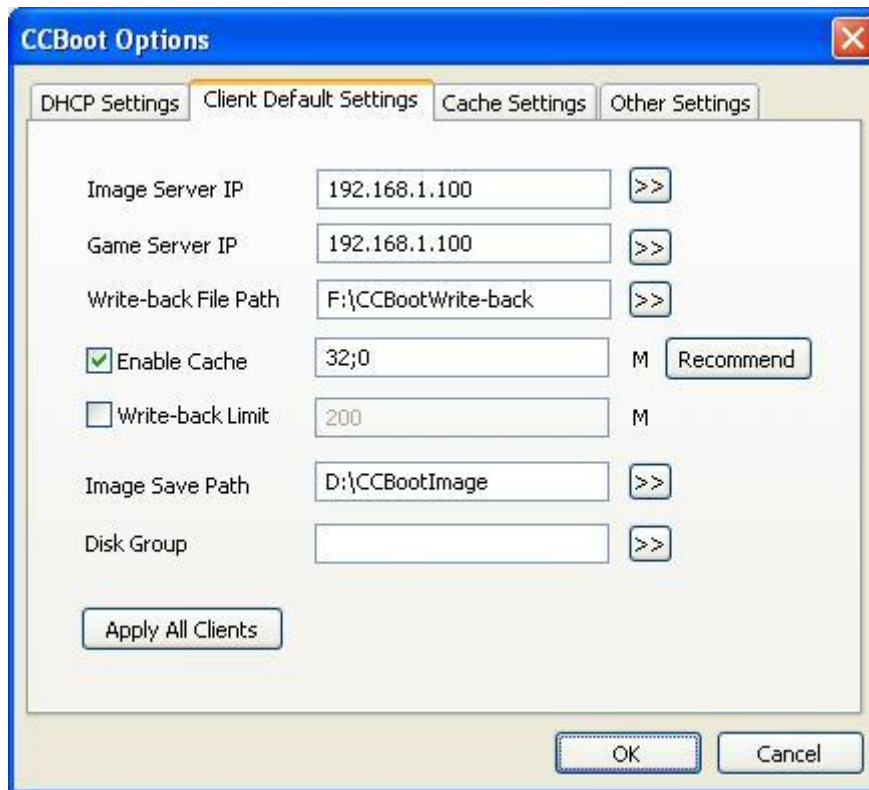 CCBoot Options
DHCP Settings Client Default Settings Cache Settings Other Settings
Image Server IP 192.168.1.100 >>
Game Server IP 192.168.1.100 >>
Write-back File Path F:\CCBootWrite-back >>
Enable Cache 32;0 M Recommend
Write-back Limit 200 M
Image Save Path D:\CCBootImage >>
Disk Group >>
Apply All Clients
OK Cancel